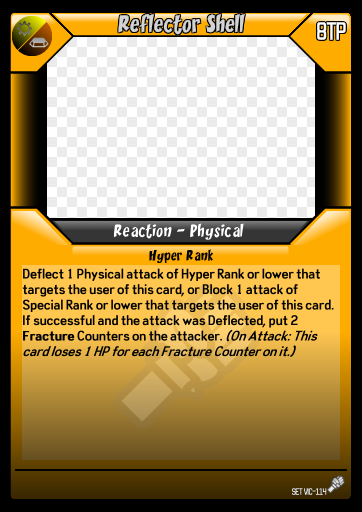 Reflector Shell
8TP
Reaction - Physical
Hyper Rank
Deflect 1 Physical attack of Hyper Rank or lower that
targets the user of this card, or Block 1 attack of
Special Rank or lower that targets the user of this card.
If successful and the attack was Deflected, put 2
Fracture Counters on the attacker. (On Attack: This
card loses 1 HP for each Fracture Counter on it.)
SET VIC-114